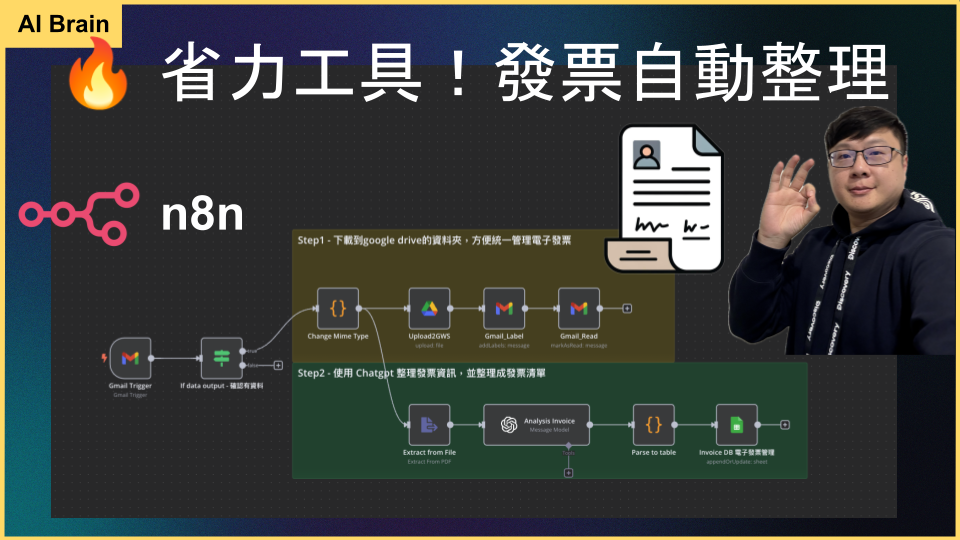 AI Brain
🔥 省力工具！發票自動整理
n8n
Step1 - 下載到google drive的資料夾，方便統一管理電子發票
Change Mime Type
Upload2GWS
upload: file
Gmail_Label
addLabels: message
Gmail_Read
markAsRead: message
Gmail Trigger
Gmail Trigger
If data output - 確認有資料
true
false
Step2 - 使用 Chatgpt 整理發票資訊，並整理成發票清單
Extract from File
Extract From PDF
Analysis Invoice
Message Model
Tools
Parse to table
Invoice DB 電子發票管理
appendOrUpdate: sheet
Discovery
Discovery
Discovery